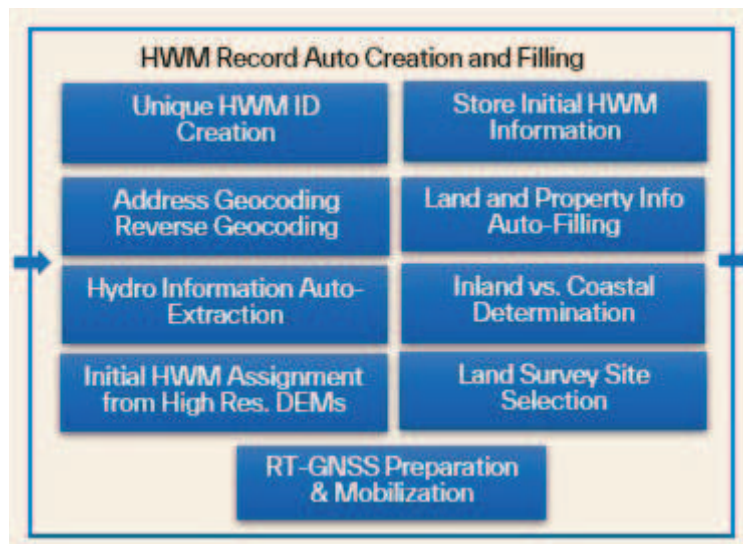 HWM Record Auto Creation and Filling
Unique HWM ID
Creation
Store Initial HWM
Information
Address Geocoding
Reverse Geocoding
Land and Property Info
Auto-Filling
Hydro Information Auto-
Extraction
Inland vs. Coastal
Determination
Initial HWM Assignment
from High Res. DEMs
Land Survey Site
Selection
RT-GNSS Preparation
& Mobilization